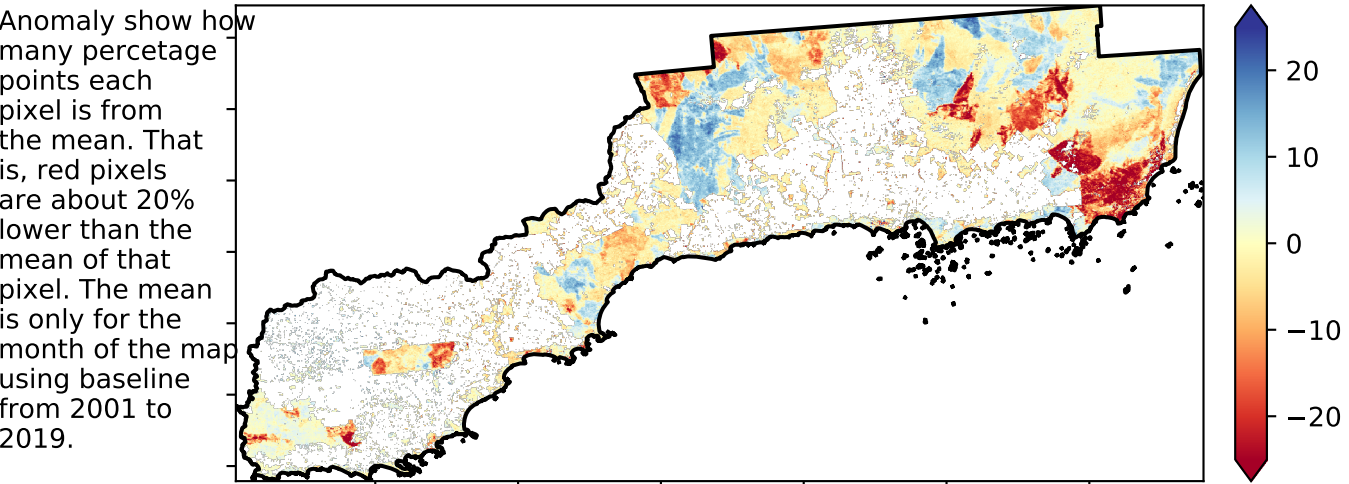 Anomaly show how
many percetage
points each
pixel is from
the mean. That
is, red pixels
are about 20%
lower than the
mean of that
pixel. The mean
is only for the
month of the map
using baseline
from 2001 to
2019.
20
10
0
−10
−20